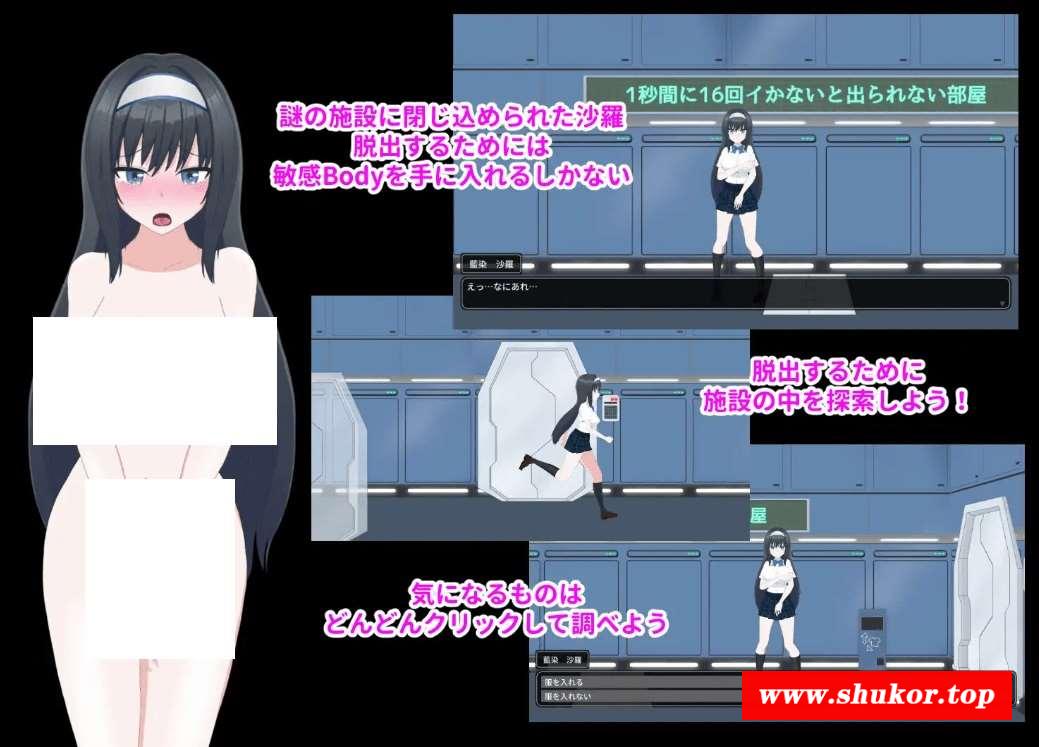 1秒間に16回イかないと出られない部屋
謎の施設に閉じ込められた沙羅
脱出するためには
敏感Bodyを手に入れるしかない
藍染 沙羅
えっ…なにあれ…
脱出するために
施設の中を探索しよう！
屋
気になるものは
どんどんクリックして調べよう
藍染 沙羅
服を入れる
服を入れない
www.shukor.top